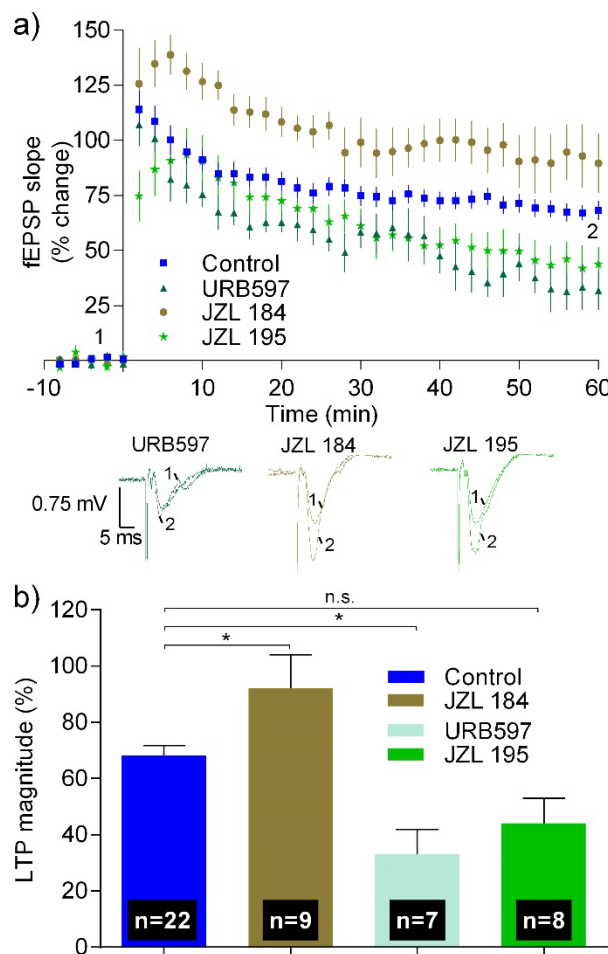 a)
150
125
100
75
50
25
fEPSP slope
(% change)
Control
URB597
JZL 184
JZL 195
1
2
-10
10
20
30
40
50
60
Time (min)
URB597
JZL 184
JZL 195
0.75 mV
5 ms
1
2
1
2
1
2
b)
n.s.
*
*
120
100
80
60
40
20
0
LTP magnitude (%)
Control
JZL 184
URB597
JZL 195
n=22
n=9
n=7
n=8